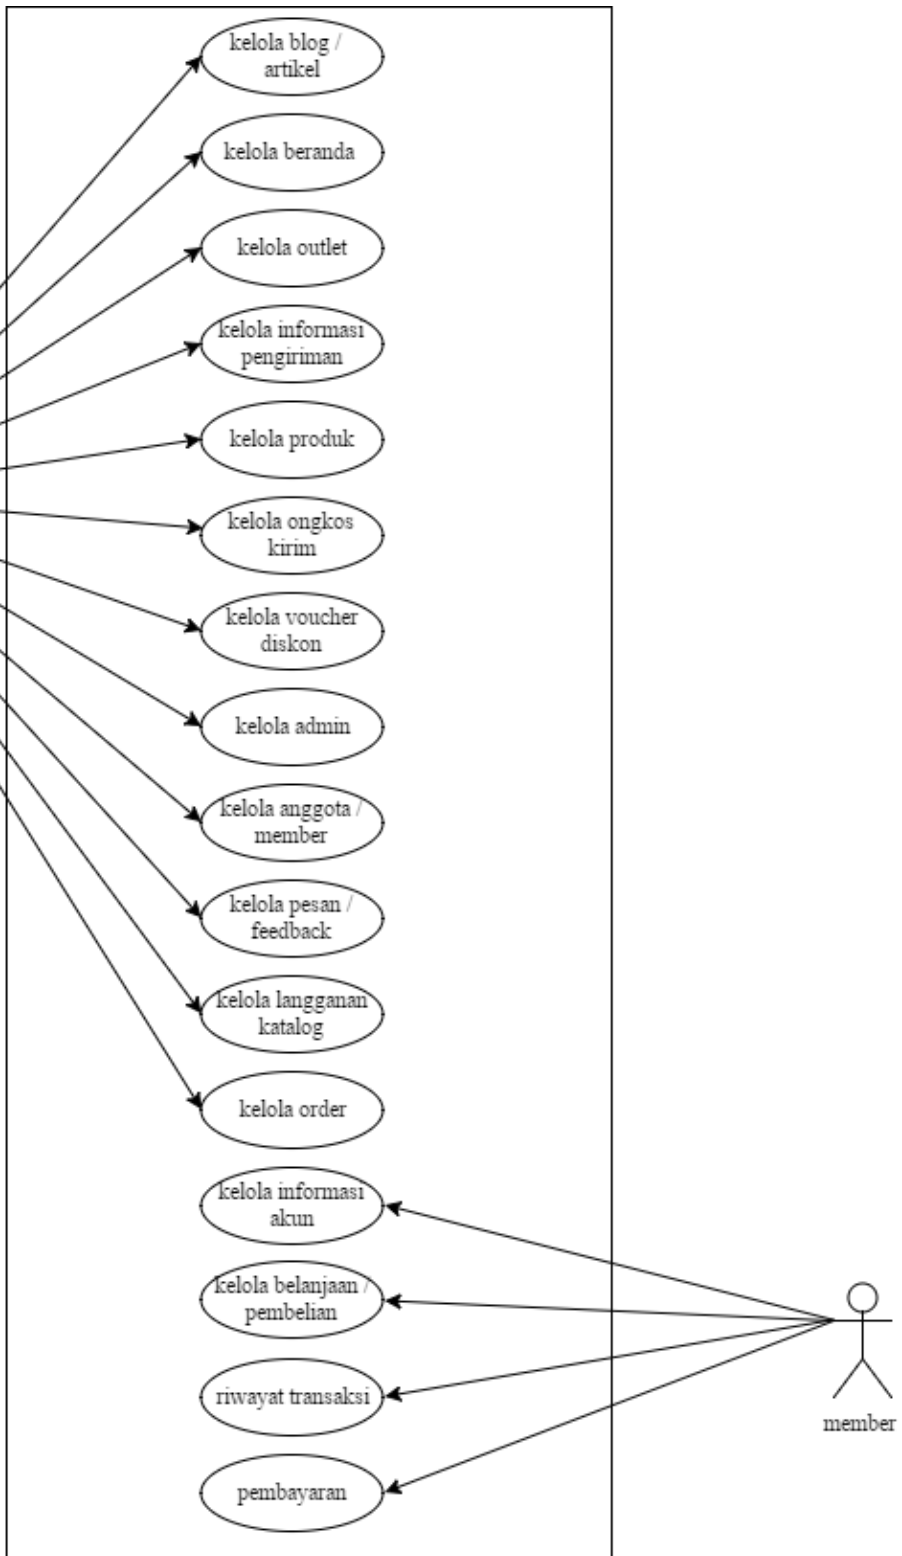 kelola blog /
artikel
kelola beranda
kelola outlet
kelola informasi
pengiriman
kelola produk
kelola ongkos
kirim
kelola voucher
diskon
kelola admin
kelola anggota /
member
kelola pesan /
feedback
kelola langganan
katalog
kelola order
kelola informasi
akun
kelola belanjaan /
pembelian
riwayat transaksi
member
pembayaran